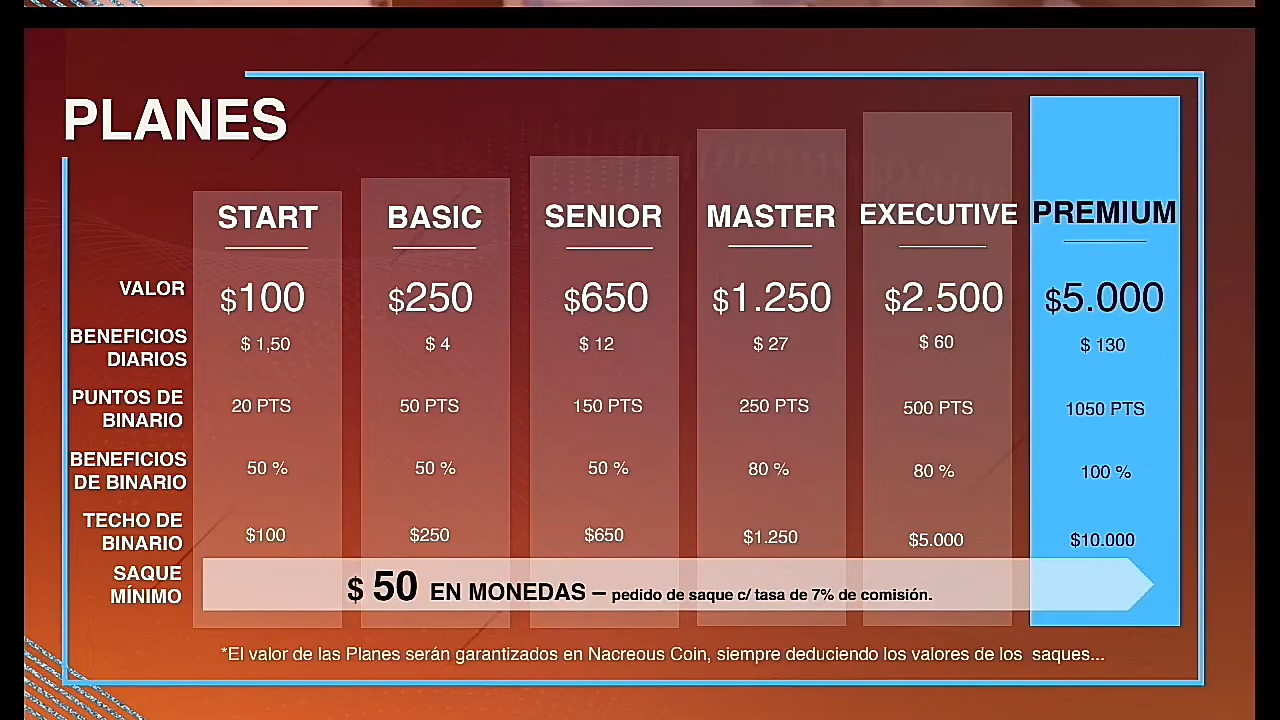 PLANES
START BASIC SENIOR MASTER EXECUTIVE PREMIUM
VALOR $100 $250 $650 $1.250 $2.500 $5.000
BENEFICIOS
DIARIOS $ 1,50 $ 4 $ 12 $ 27 $ 60 $ 130
PUNTOS DE
BINARIO 20 PTS 50 PTS 150 PTS 250 PTS 500 PTS 1050 PTS
BENEFICIOS
DE BINARIO 50 % 50 % 50 % 80 % 80 % 100 %
TECHO DE
BINARIO $100 $250 $650 $1.250 $5.000 $10.000
SAQUE
MÍNIMO $ 50 EN MONEDAS – pedido de saque c/ tasa de 7% de comisión.
*El valor de las Planes serán garantizados en Nacreous Coin, siempre deduciendo los valores de los saques...